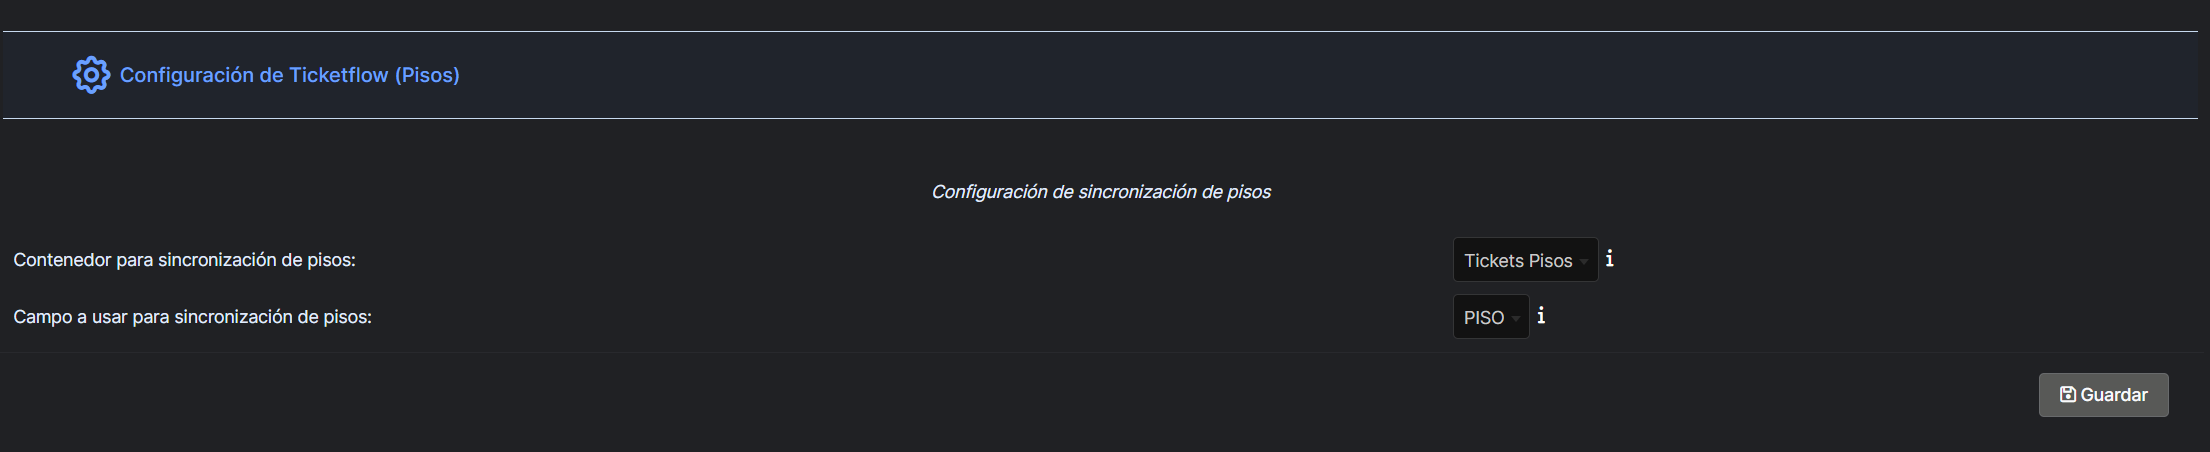 Configuración de Ticketflow (Pisos)
Configuración de sincronización de pisos
Contenedor para sincronización de pisos: Tickets Pisos
Campo a usar para sincronización de pisos: PISO
Guardar